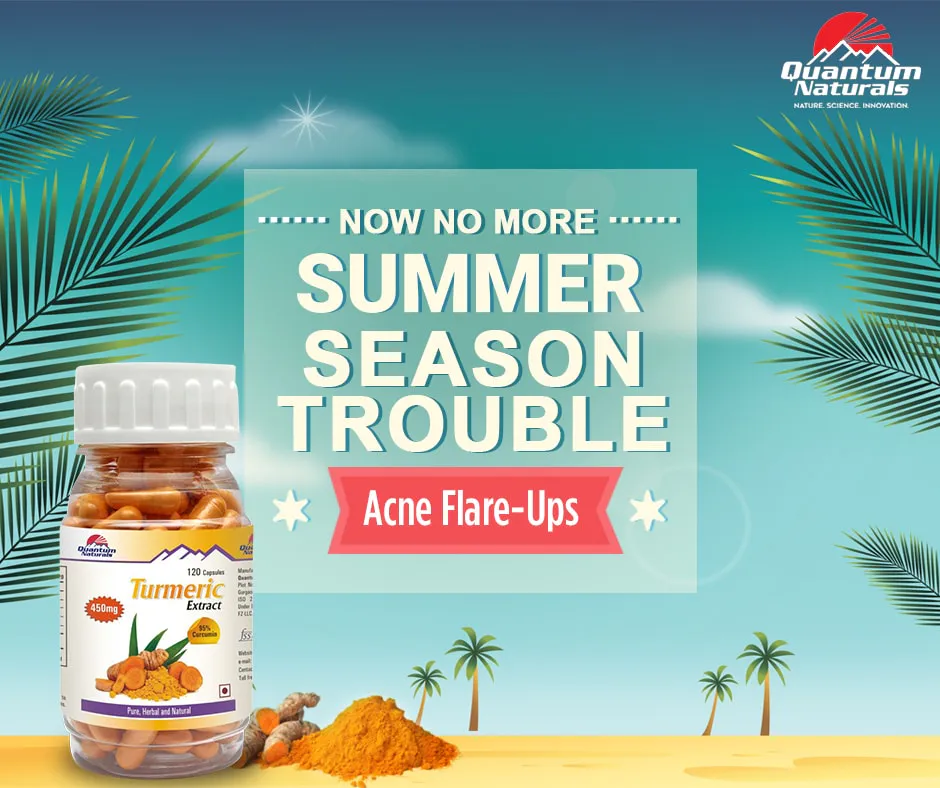 Quantum
Naturals
NATURE. SCIENCE. INNOVATION.
NOW NO MORE
SUMMER
SEASON
TROUBLE
Acne Flare-Ups
Quantum
Naturals
120 Capsules
Turmeric
Extract
450mg
95%
Curcumin
Pure, Herbal and Natural